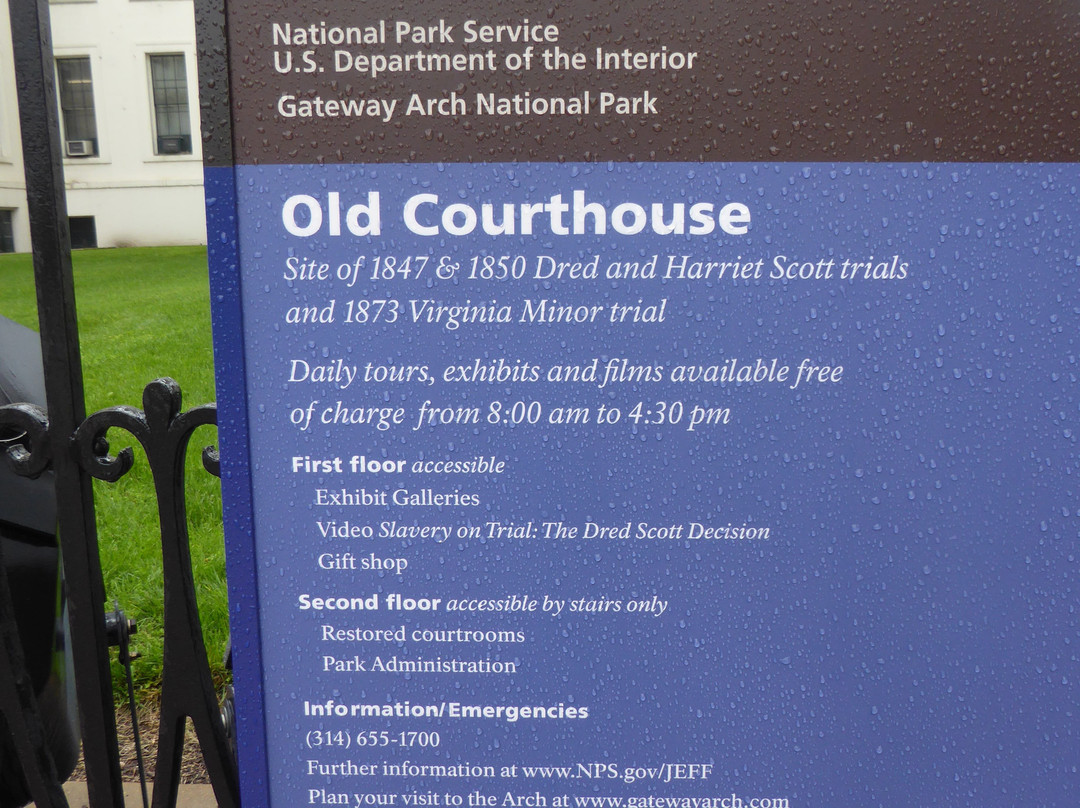 National Park Service
U.S. Department of the Interior
Gateway Arch National Park
Old Courthouse
Site of 1847 & 1850 Dred and Harriet Scott trials
and 1873 Virginia Minor trial
Daily tours, exhibits and films available free
of charge from 8:00 am to 4:30 pm
First floor accessible
Exhibit Galleries
Video Slavery on Trial: The Dred Scott Decision
Gift shop
Second floor accessible by stairs only
Restored courtrooms
Park Administration
Information/Emergencies
(314) 655-1700
Further information at www.NPS.gov/JEFF
Plan your visit to the Arch at www.gatewayarch.com